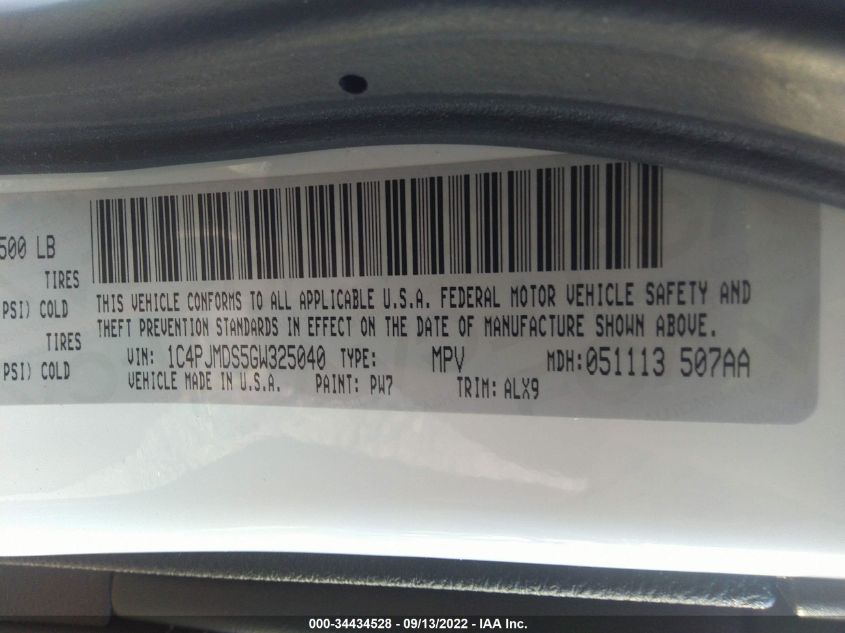 500 LB
TIRES
PSI) COLD
TIRES
PSI) COLD
THIS VEHICLE CONFORMS TO ALL APPLICABLE U.S.A. FEDERAL MOTOR VEHICLE SAFETY AND
THEFT PREVENTION STANDARDS IN EFFECT ON THE DATE OF MANUFACTURE SHOWN ABOVE.
VIN: 1C4PJMDS5GW325040 TYPE: MPV MDH:051113 507AA
VEHICLE MADE IN U.S.A. PAINT: PW7 TRIM: ALX9
000-34434528 - 09/13/2022 - IAA Inc.